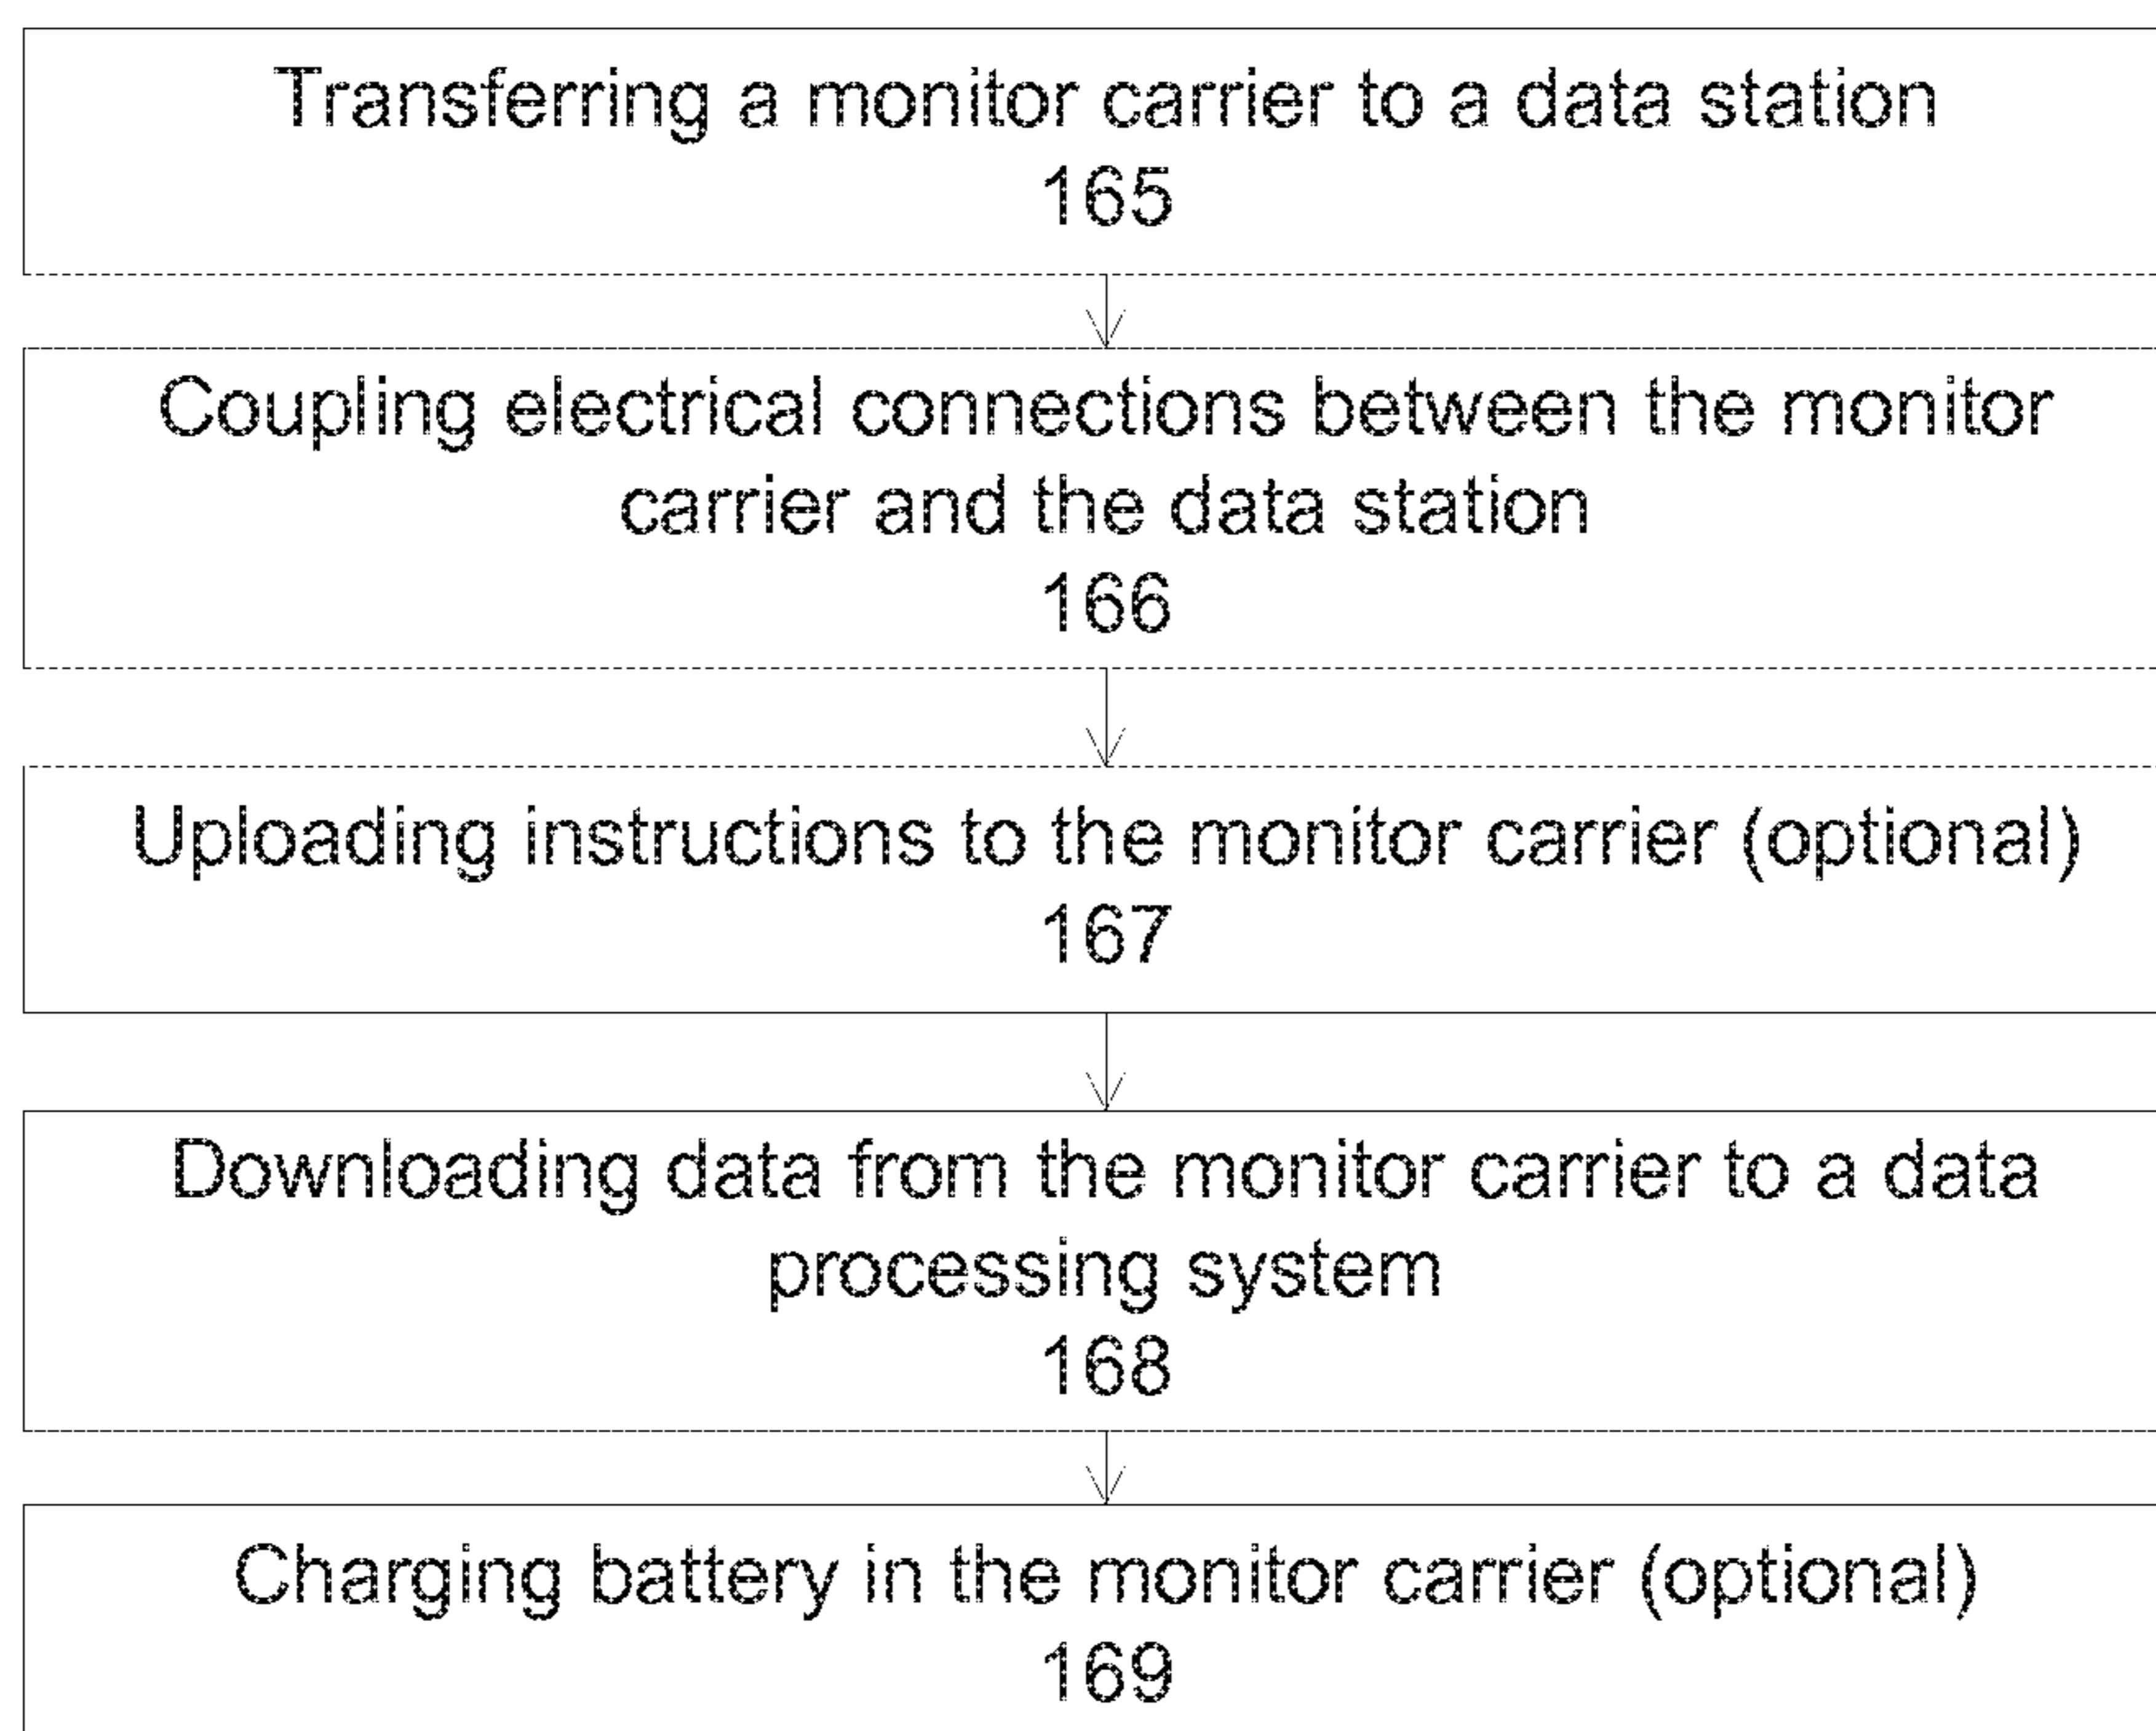 Transferring a monitor carrier to a data station
165
Coupling electrical connections between the monitor
carrier and the data station
166
Uploading instructions to the monitor carrier (optional)
167
Downloading data from the monitor carrier to a data
processing system
168
Charging battery in the monitor carrier (optional)
169